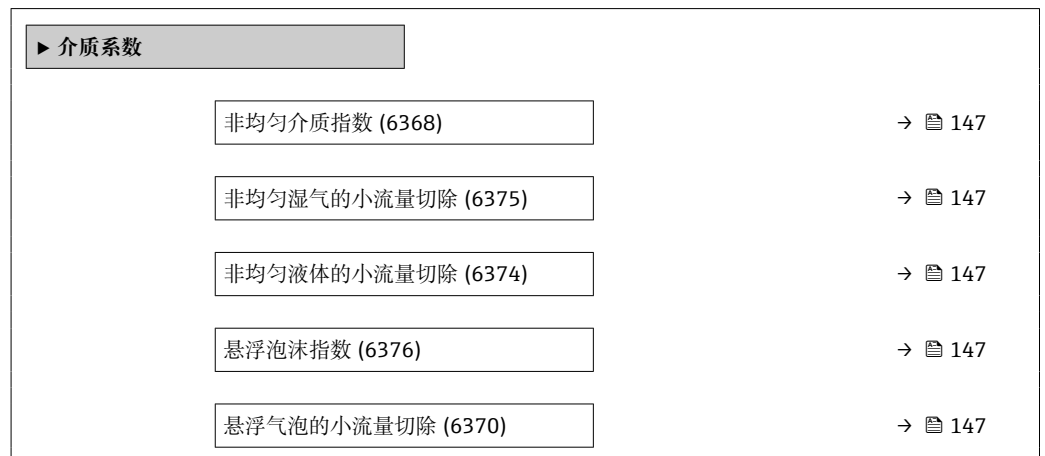 ▶ 介质系数
非均匀介质指数 (6368) → 🖹 147
非均匀湿气的小流量切除 (6375) → 🖹 147
非均匀液体的小流量切除 (6374) → 🖹 147
悬浮泡沫指数 (6376) → 🖹 147
悬浮气泡的小流量切除 (6370) → 🖹 147